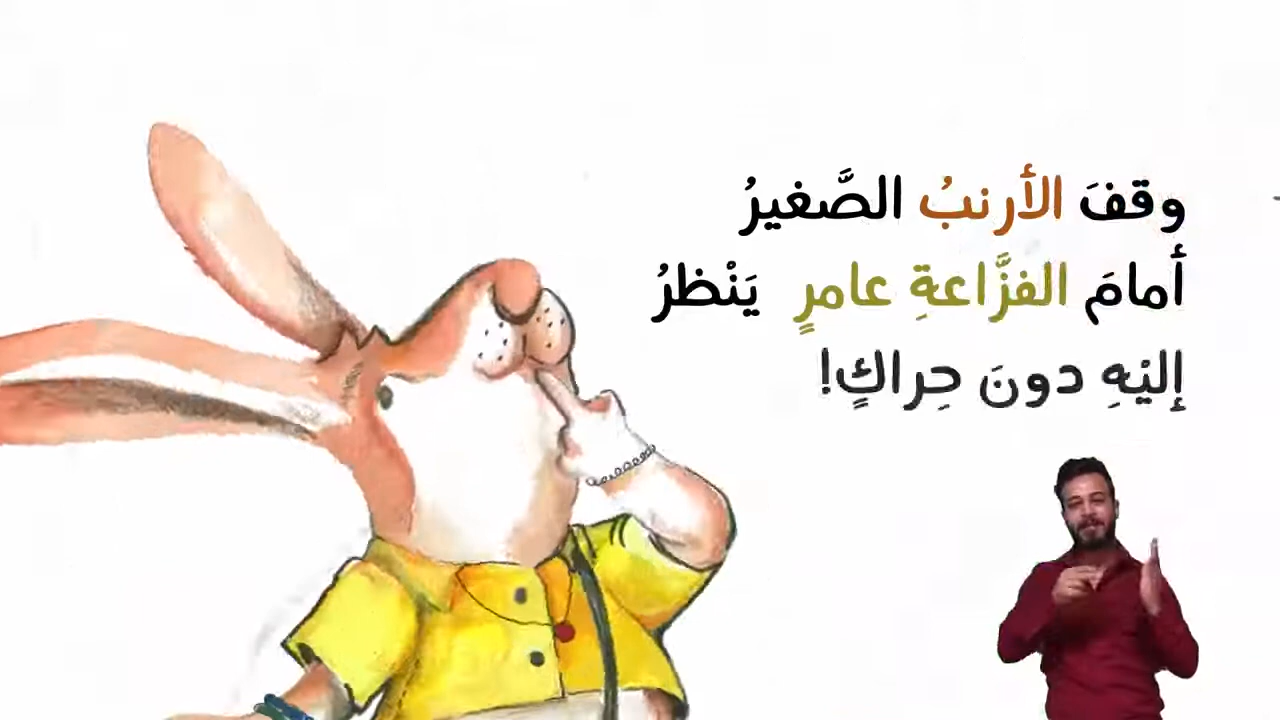 وقفَ الأرنبُ الصَّغيرُ
أمامَ الفزَّاعةِ عامرٍ يَنْظرُ
إليْهِ دونَ حِراكٍ!